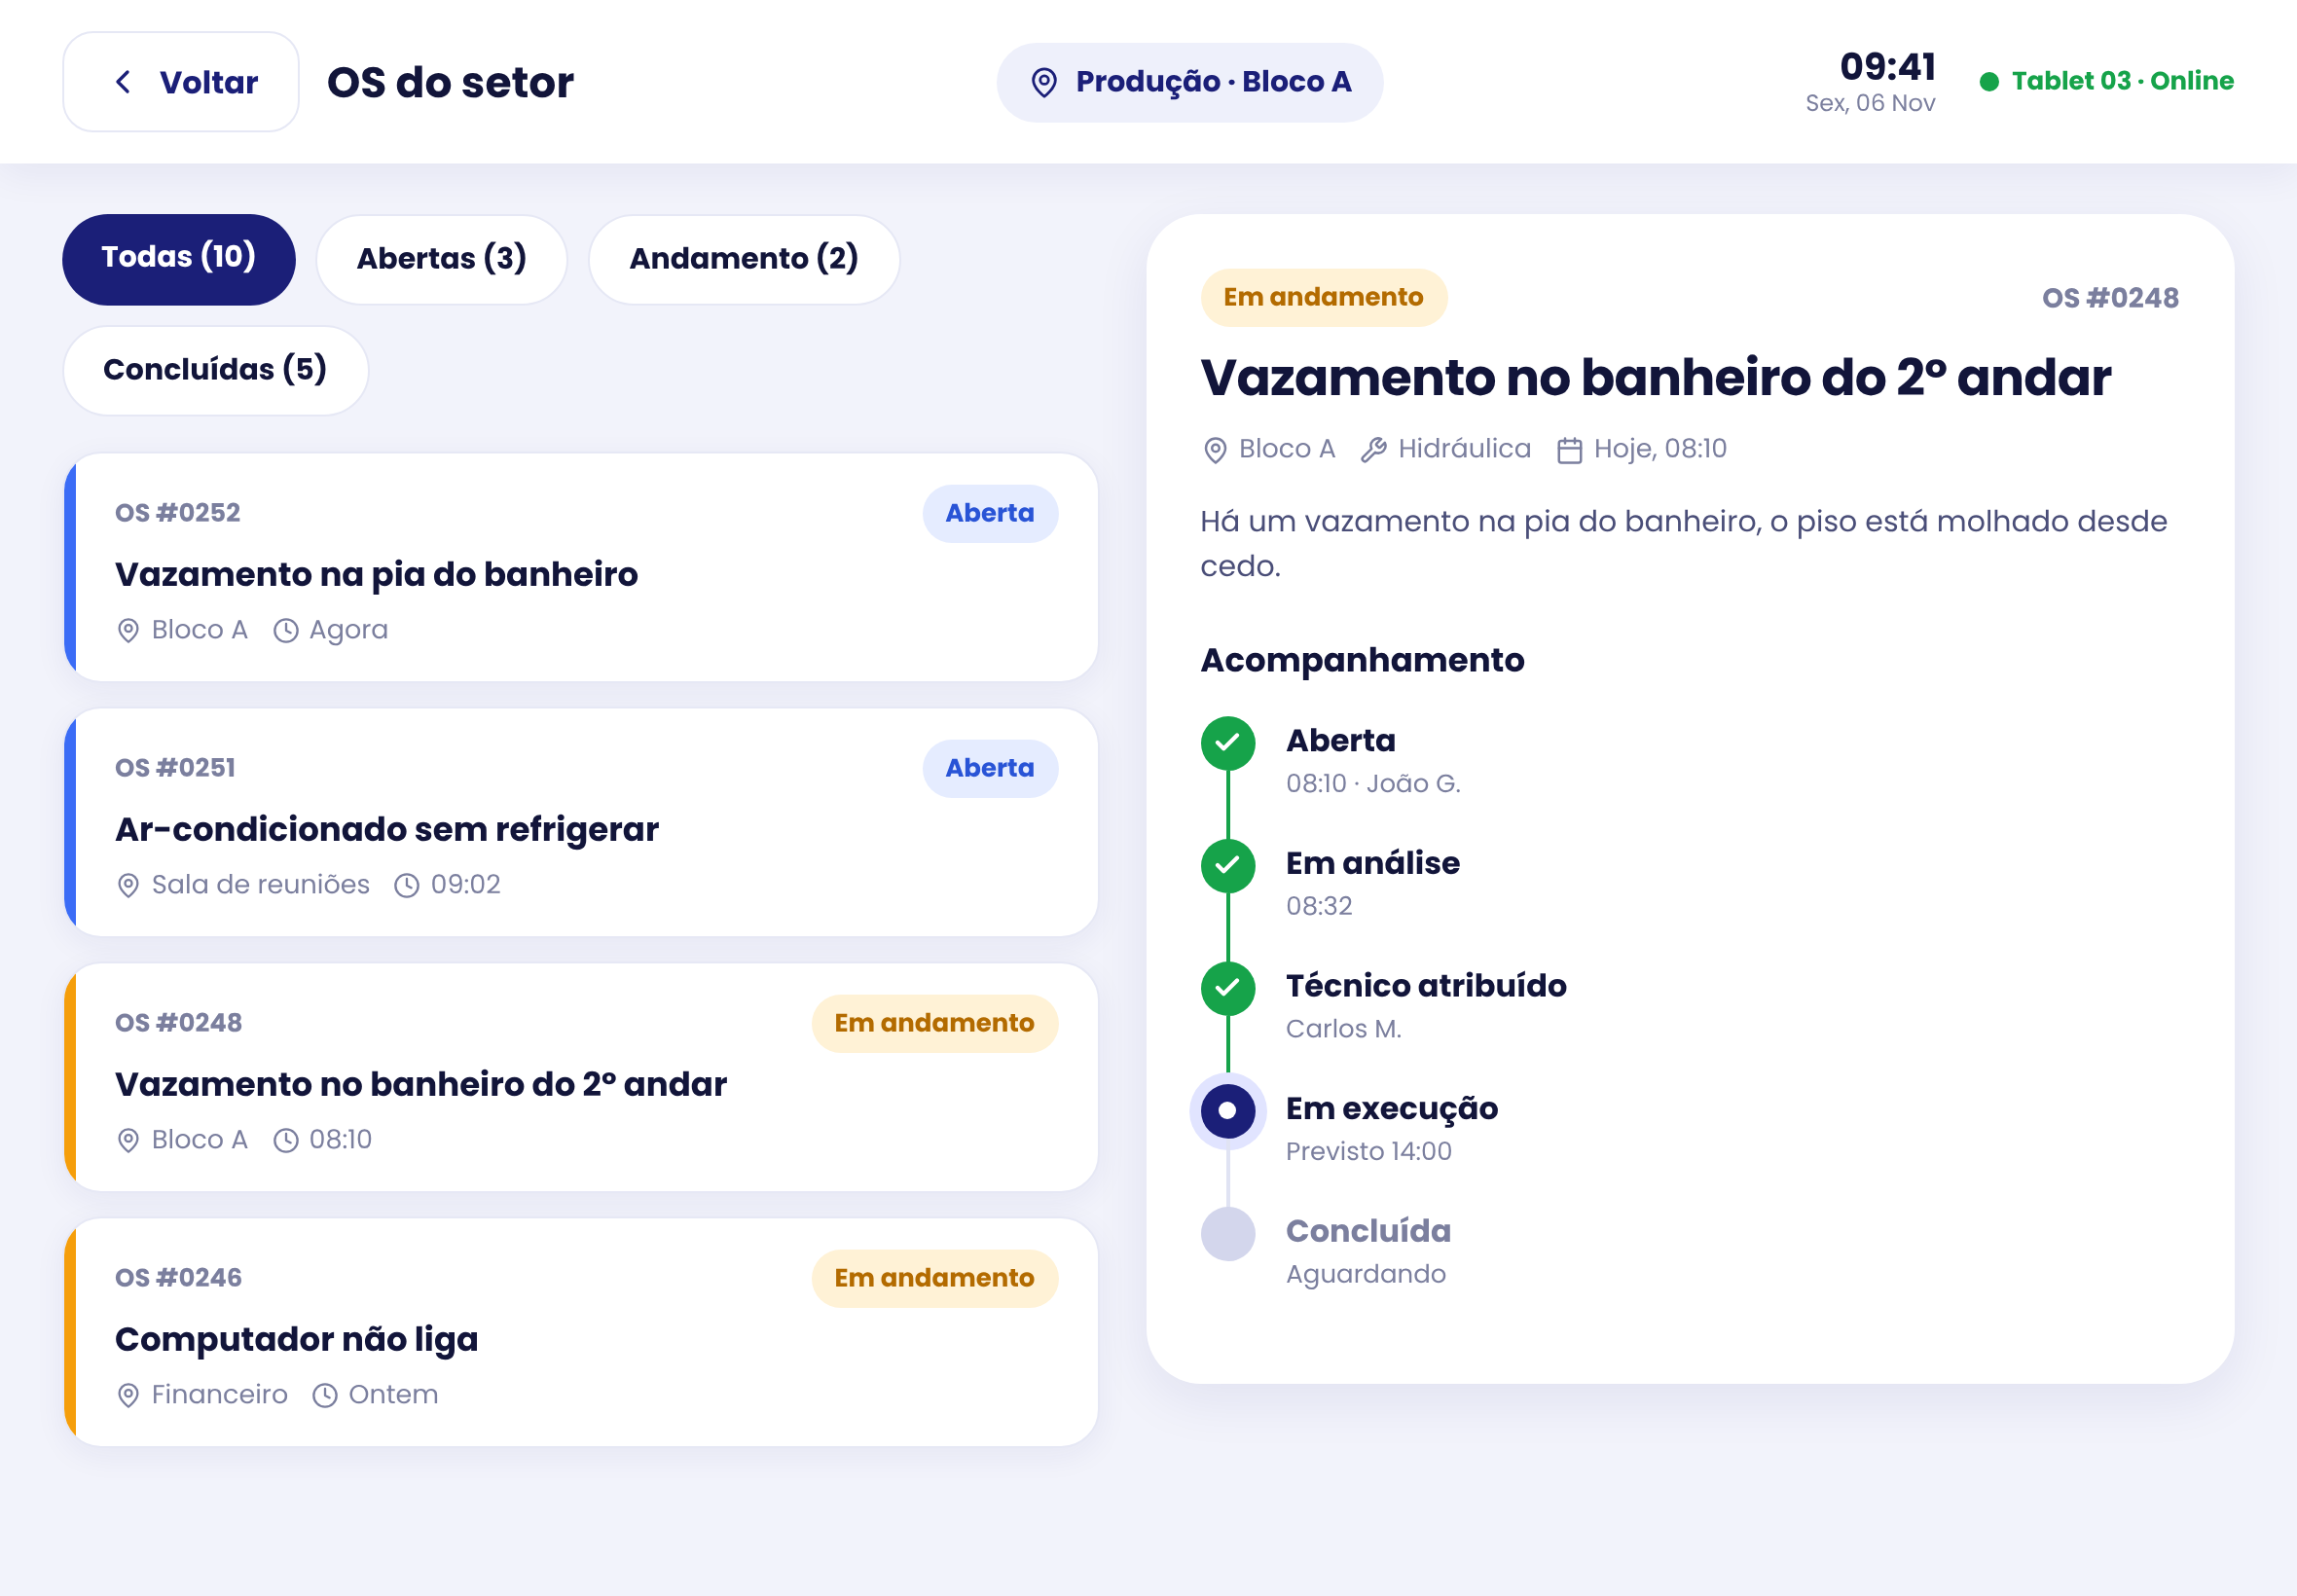 Voltar
OS do setor
Produção · Bloco A
09:41
Sex, 06 Nov
Tablet 03 · Online
Todas (10)
Abertas (3)
Andamento (2)
Concluídas (5)
OS #0252
Aberta
Vazamento na pia do banheiro
Bloco A
Agora
OS #0251
Aberta
Ar-condicionado sem refrigerar
Sala de reuniões
09:02
OS #0248
Em andamento
Vazamento no banheiro do 2º andar
Bloco A
08:10
OS #0246
Em andamento
Computador não liga
Financeiro
Ontem
Em andamento
OS #0248
Vazamento no banheiro do 2º andar
Bloco A
Hidráulica
Hoje, 08:10
Há um vazamento na pia do banheiro, o piso está molhado desde
cedo.
Acompanhamento
Aberta
08:10 · João G.
Em análise
08:32
Técnico atribuído
Carlos M.
Em execução
Previsto 14:00
Concluída
Aguardando